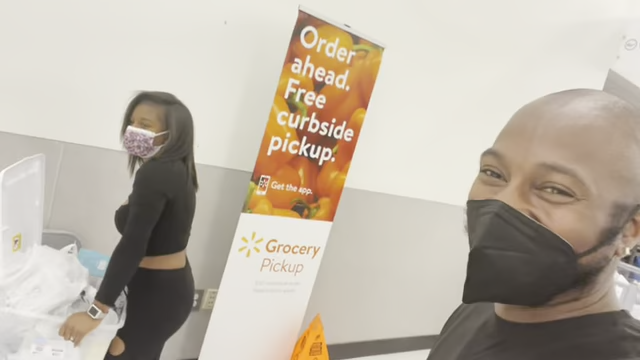 Order
ahead.
Free
curbside
pickup.
Get the app.
Grocery
Pickup